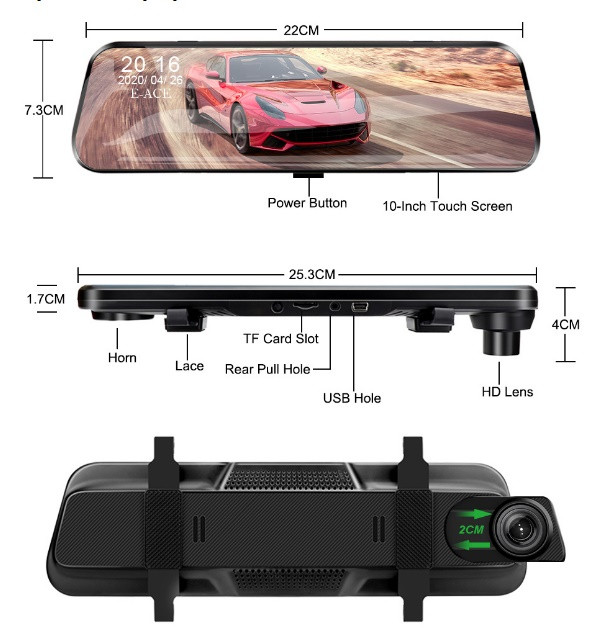 22CM
20 16
2020/ 04/ 26
E-ACE
7.3CM
Power Button
10-Inch Touch Screen
25.3CM
1.7CM
4CM
TF Card Slot
Horn
Lace
Rear Pull Hole
USB Hole
HD Lens
2CM